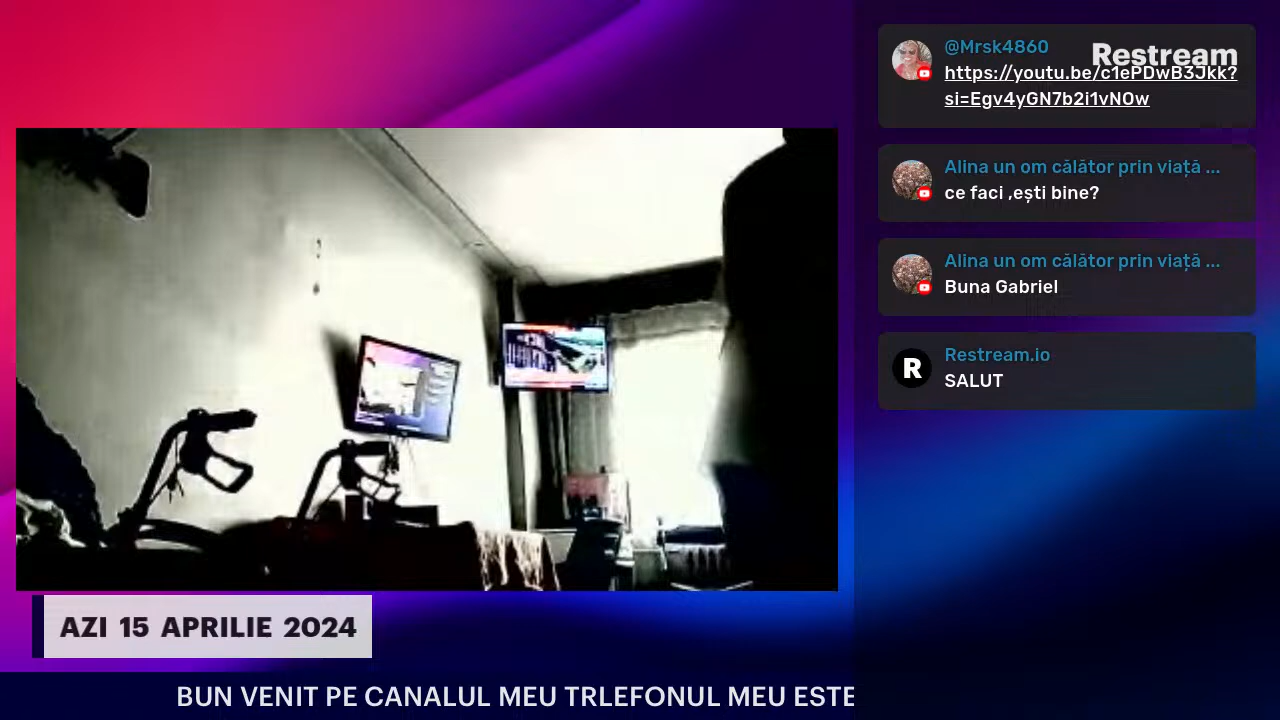 @Mrsk4860
Restream
https://youtu.be/c1ePDwB3Jkk?
si=Egv4yGN7b2i1vNOw
Alina un om călător prin viață ...
ce faci ,ești bine?
Alina un om călător prin viață ...
Buna Gabriel
R
Restream.io
SALUT
AZI 15 APRILIE 2024
BUN VENIT PE CANALUL MEU TRLEFONUL MEU ESTE